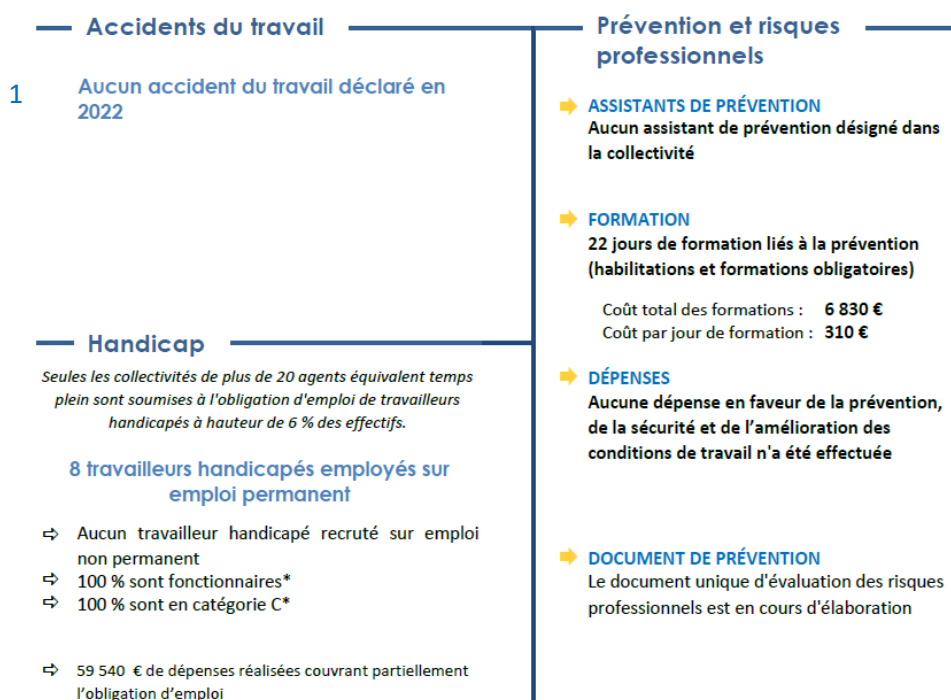 Accidents du travail
1
Aucun accident du travail déclaré en
2022
Handicap
Seules les collectivités de plus de 20 agents équivalent temps
plein sont soumises à l'obligation d'emploi de travailleurs
handicapés à hauteur de 6 % des effectifs.
8 travailleurs handicapés employés sur
emploi permanent
⇨ Aucun travailleur handicapé recruté sur emploi
non permanent
⇨ 100 % sont fonctionnaires*
⇨ 100 % sont en catégorie C*
⇨ 59 540 € de dépenses réalisées couvrant partiellement
l'obligation d'emploi
Prévention et risques
professionnels
ASSISTANTS DE PRÉVENTION
Aucun assistant de prévention désigné dans
la collectivité
FORMATION
22 jours de formation liés à la prévention
(habilitations et formations obligatoires)
Coût total des formations : 6 830 €
Coût par jour de formation : 310 €
DÉPENSES
Aucune dépense en faveur de la prévention,
de la sécurité et de l’amélioration des
conditions de travail n'a été effectuée
DOCUMENT DE PRÉVENTION
Le document unique d'évaluation des risques
professionnels est en cours d'élaboration